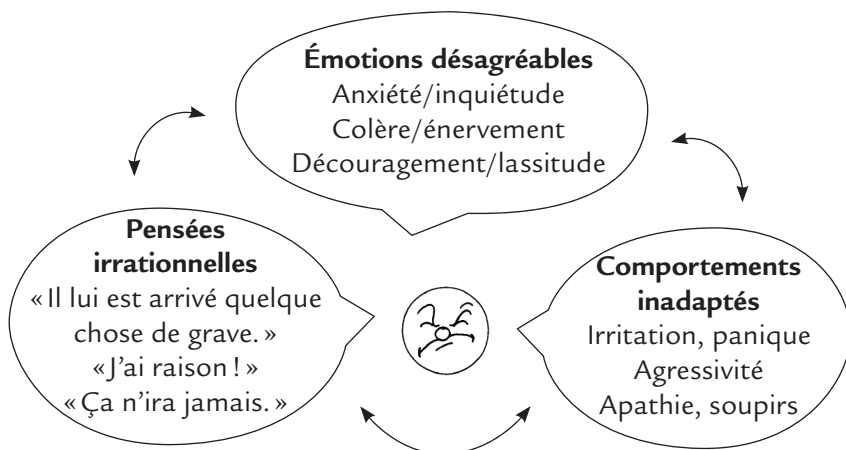 Émotions désagréables
Anxiété/inquiétude
Colère/énervement
Découragement/lassitude
Pensées
irrationnelles
« Il lui est arrivé quelque
chose de grave. »
« J’ai raison ! »
« Ça n’ira jamais. »
Comportements
inadaptés
Irritation, panique
Agressivité
Apathie, soupirs